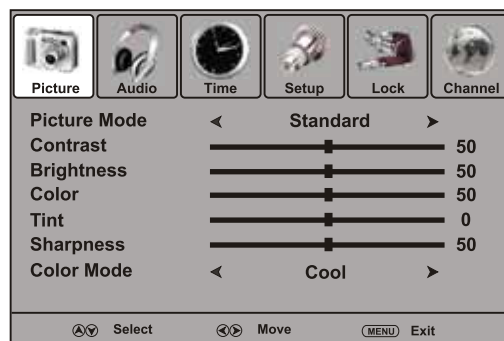 Picture Audio Time Setup Lock Channel
Picture Mode Standard
Contrast 50
Brightness 50
Color 50
Tint 0
Sharpness 50
Color Mode Cool
Select Move MENU Exit